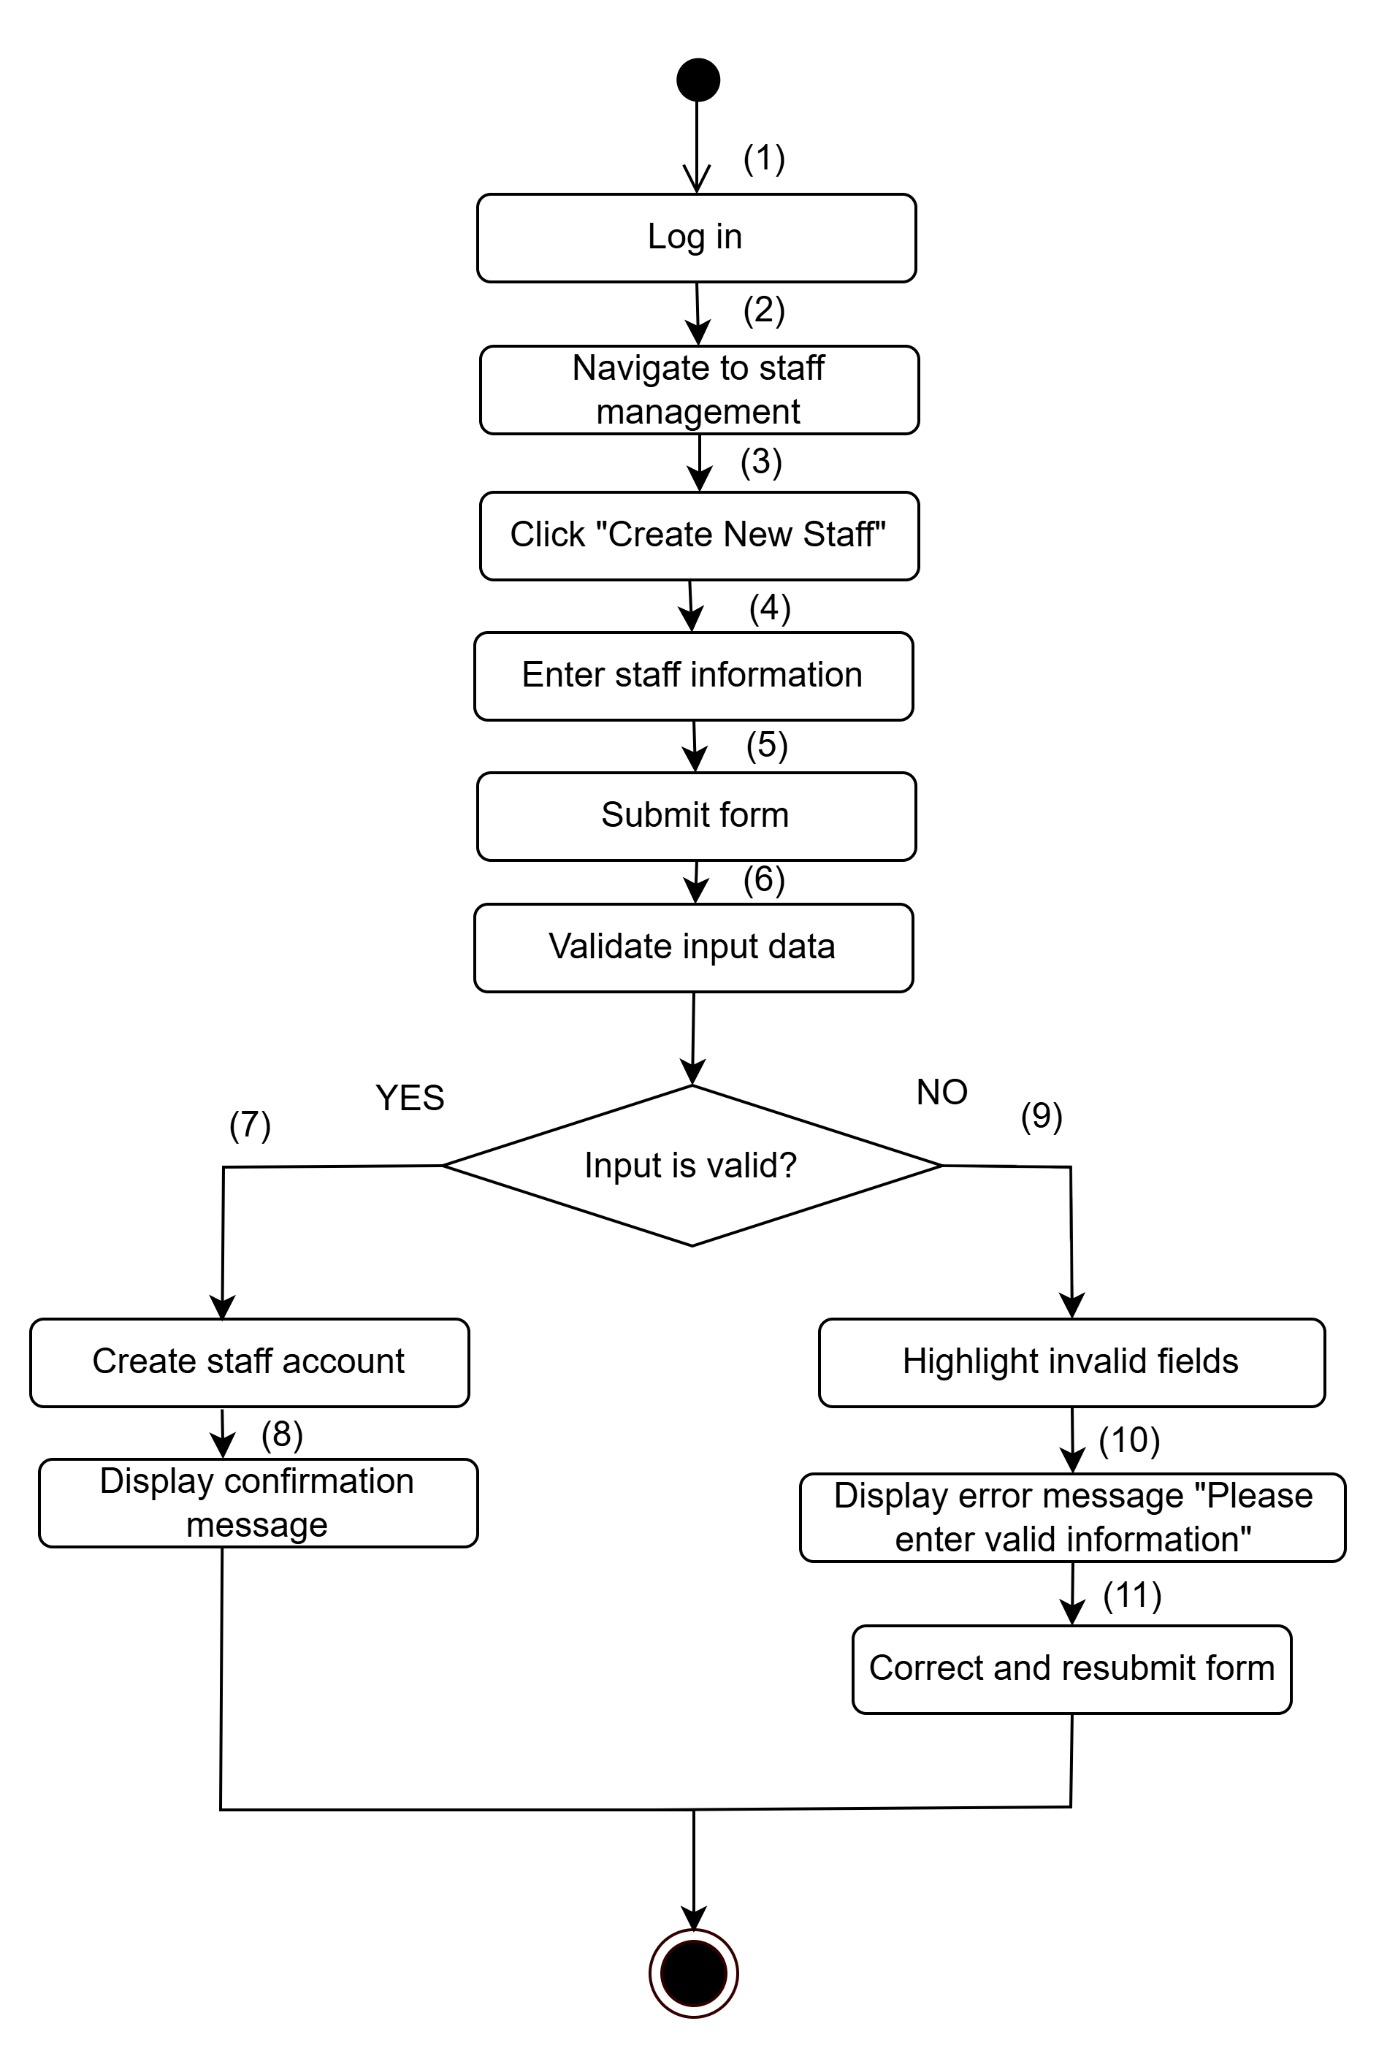 (1)
Log in
(2)
Navigate to staff
management
(3)
Click "Create New Staff"
(4)
Enter staff information
(5)
Submit form
(6)
Validate input data
YES
NO
(7)
(9)
Input is valid?
Create staff account
Highlight invalid fields
(8)
(10)
Display confirmation
message
Display error message "Please
enter valid information"
(11)
Correct and resubmit form